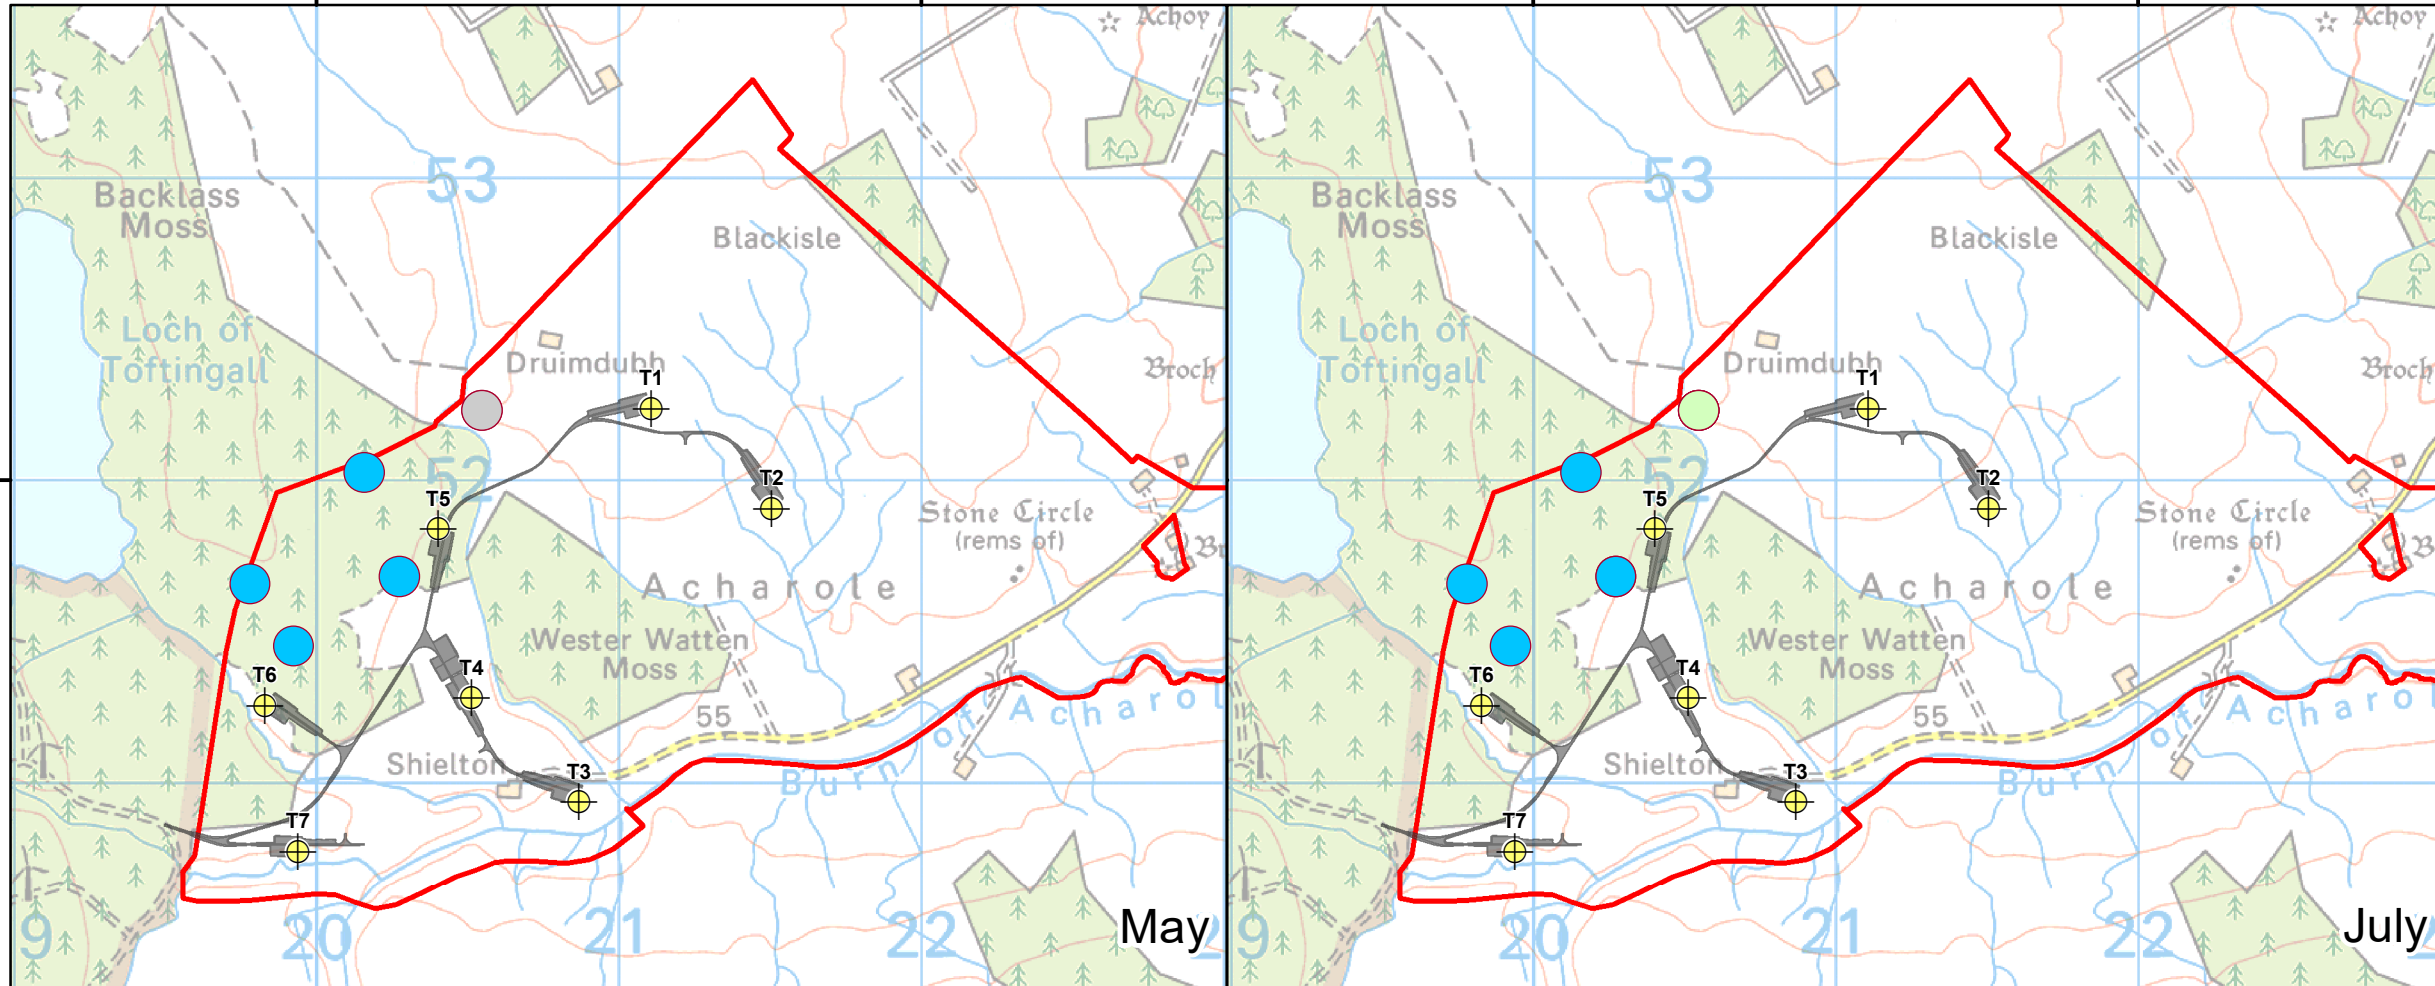 Achoy
53
Backlass
Moss
Blackisle
Loch of
Toftingall
Druimdubh
Broch
T1
52
T2
T5
Stone Circle
(rems of)
Br
Acharole
Wester Watten
Moss
T6
T4
55
Burn of Acharol
Shielton
T3
T7
9
20
21
22
May
Achoy
53
Backlass
Moss
Blackisle
Loch of
Toftingall
Druimdubh
Broch
T1
52
T2
T5
Stone Circle
(rems of)
B
Acharole
Wester Watten
Moss
T6
T4
55
Burn of Acharo
Shielton
T3
T7
9
20
21
22
July